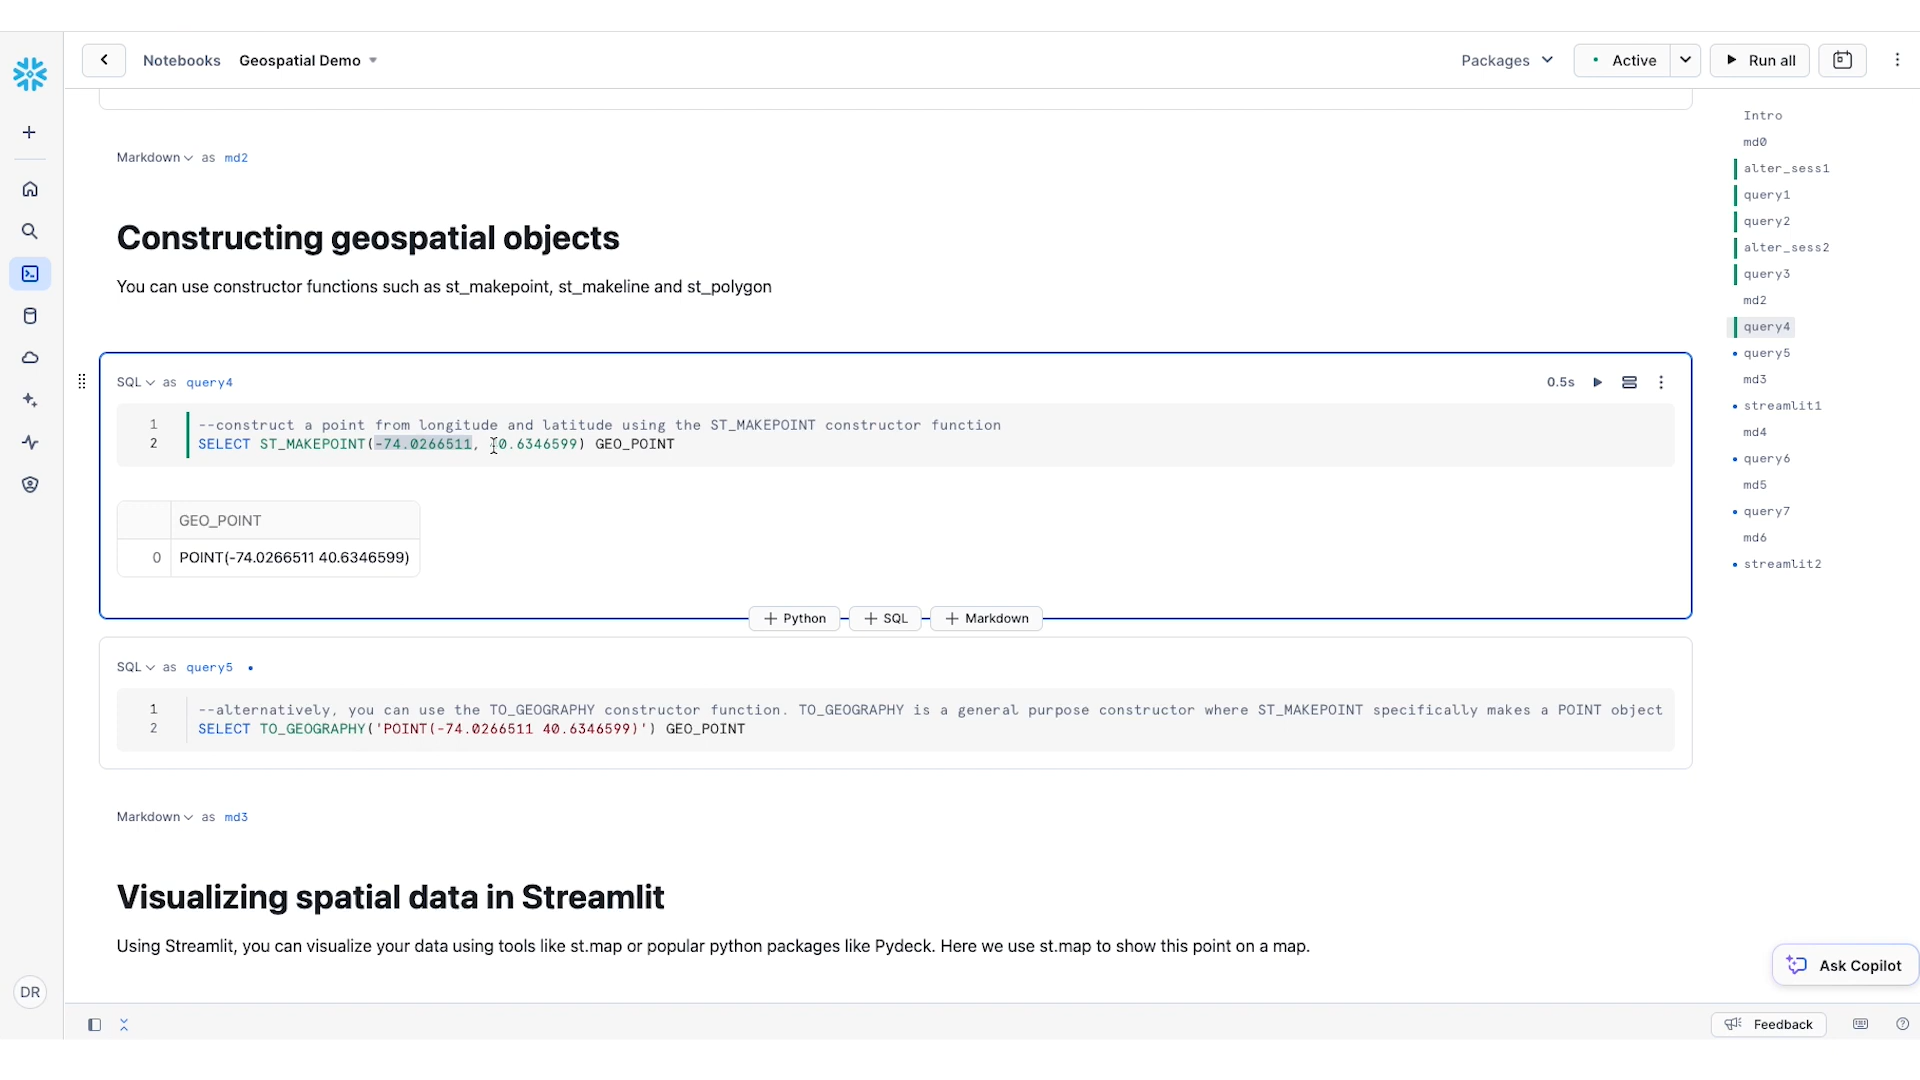 Notebooks Geospatial Demo
Packages
Active
Run all
Markdown as md2
Constructing geospatial objects
You can use constructor functions such as st_makepoint, st_makeline and st_polygon
SQL as query4
0.5s
1 --construct a point from longitude and latitude using the ST_MAKEPOINT constructor function
2 SELECT ST_MAKEPOINT(-74.0266511, 40.6346599) GEO_POINT
GEO_POINT
0 POINT(-74.0266511 40.6346599)
Python
SQL
Markdown
SQL as query5
1 --alternatively, you can use the TO_GEOGRAPHY constructor function. TO_GEOGRAPHY is a general purpose constructor where ST_MAKEPOINT specifically makes a POINT object
2 SELECT TO_GEOGRAPHY('POINT(-74.0266511 40.6346599)') GEO_POINT
Markdown as md3
Visualizing spatial data in Streamlit
Using Streamlit, you can visualize your data using tools like st.map or popular python packages like Pydeck. Here we use st.map to show this point on a map.
Intro
md0
alter_sess1
query1
query2
alter_sess2
query3
md2
query4
query5
md3
streamlit1
md4
query6
md5
query7
md6
streamlit2
Ask Copilot
DR
Feedback